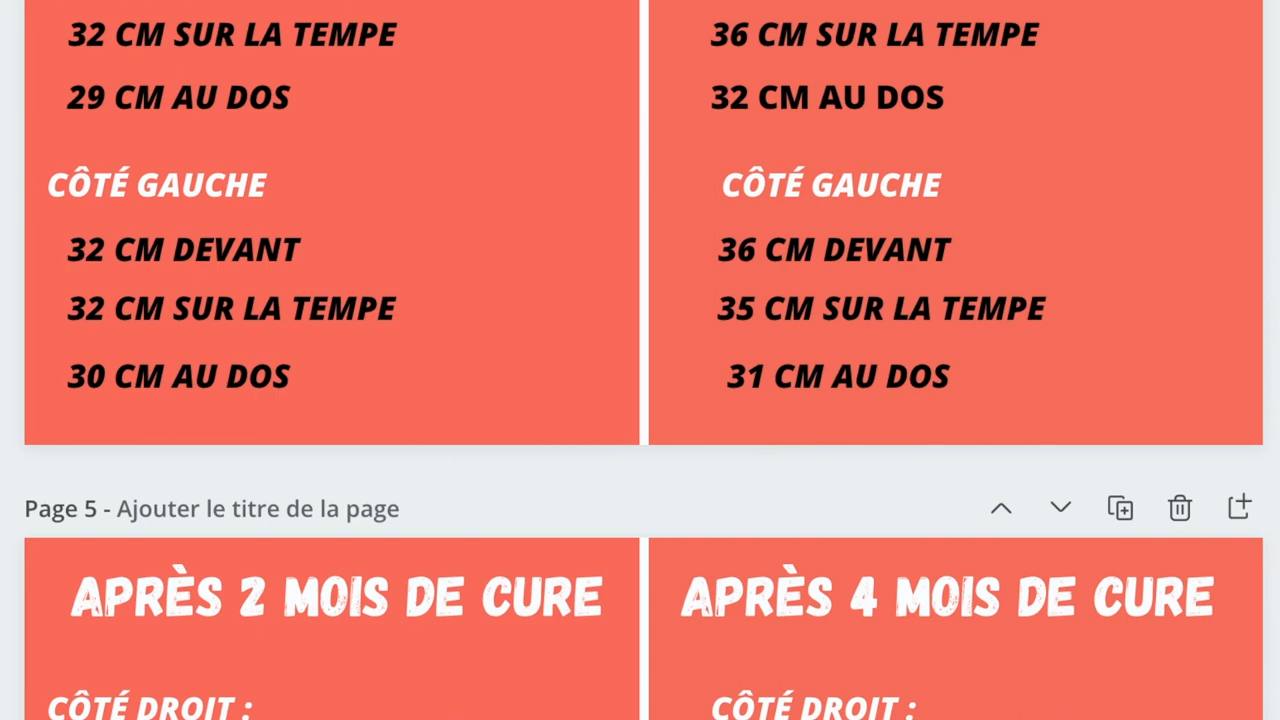 32 CM SUR LA TEMPE
29 CM AU DOS
CÔTÉ GAUCHE
32 CM DEVANT
32 CM SUR LA TEMPE
30 CM AU DOS
36 CM SUR LA TEMPE
32 CM AU DOS
CÔTÉ GAUCHE
36 CM DEVANT
35 CM SUR LA TEMPE
31 CM AU DOS
Page 5 - Ajouter le titre de la page
APRÈS 2 MOIS DE CURE
CÔTÉ DROIT :
APRÈS 4 MOIS DE CURE
CÔTÉ DROIT :